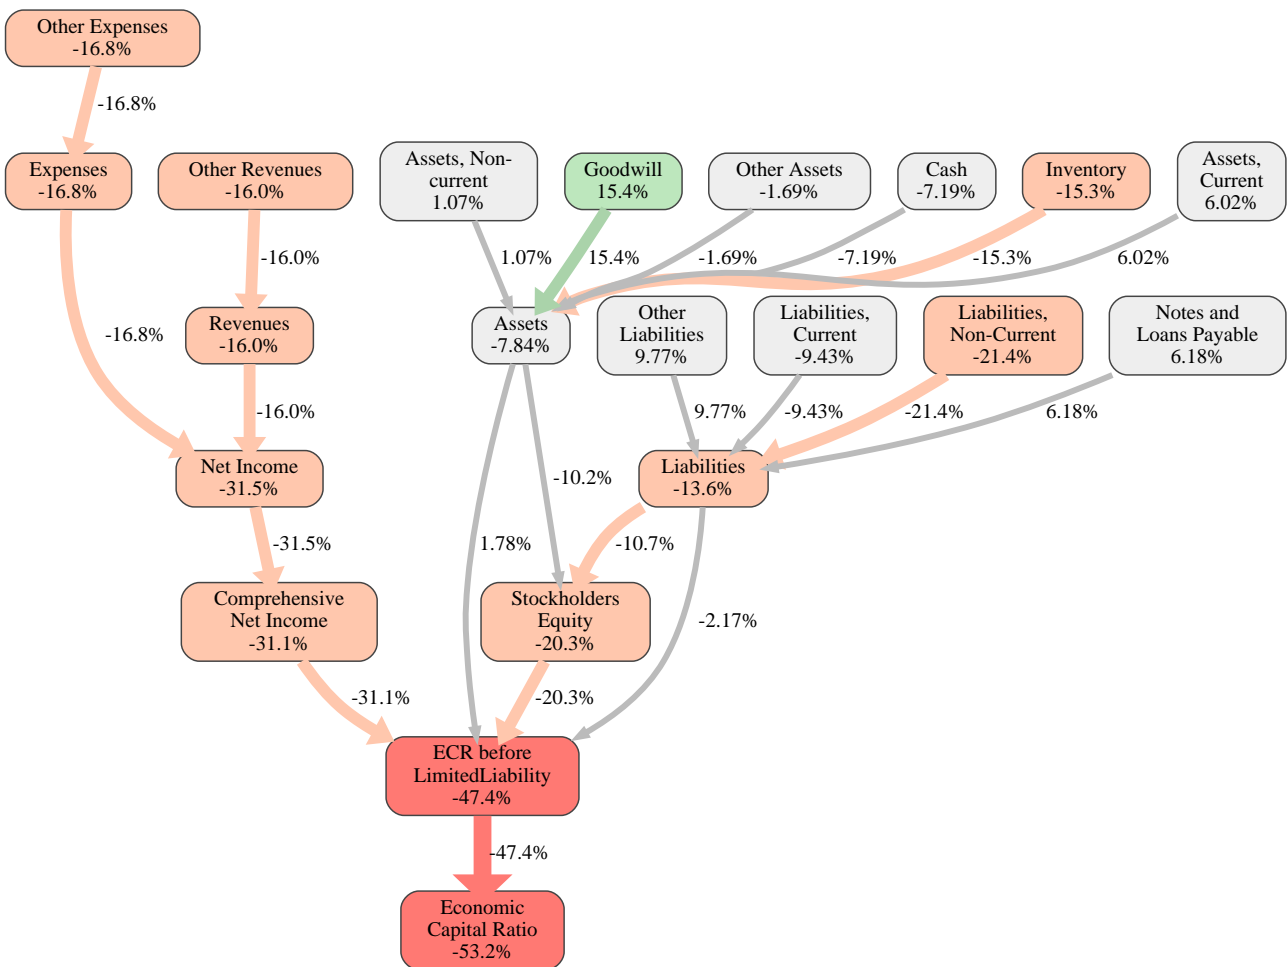 Other Expenses
-16.8%
-16.8%
Expenses
-16.8%
Other Revenues
-16.0%
Assets, Non-
current
1.07%
Goodwill
15.4%
Other Assets
-1.69%
Cash
-7.19%
Inventory
-15.3%
Assets,
Current
6.02%
-16.0%
1.07%
15.4%
-1.69%
-7.19%
-15.3%
6.02%
-16.8%
Revenues
-16.0%
Assets
-7.84%
Other
Liabilities
9.77%
Liabilities,
Current
-9.43%
Liabilities,
Non-Current
-21.4%
Notes and
Loans Payable
6.18%
-16.0%
9.77%
-9.43%
-21.4%
6.18%
Net Income
-31.5%
-10.2%
Liabilities
-13.6%
-31.5%
1.78%
-10.7%
Comprehensive
Net Income
-31.1%
Stockholders
Equity
-20.3%
-2.17%
-31.1%
-20.3%
ECR before
LimitedLiability
-47.4%
-47.4%
Economic
Capital Ratio
-53.2%